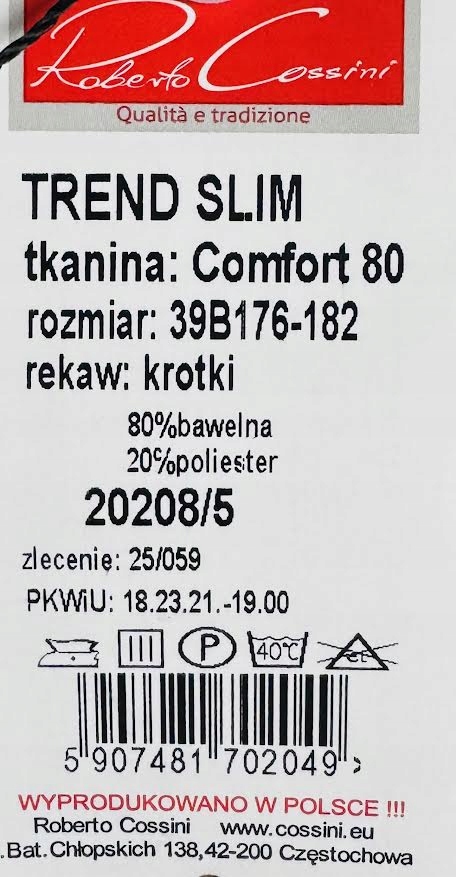 Roberto Cossini
Qualità e tradizione
TREND SLIM
tkanina: Comfort 80
rozmiar: 39B176-182
rekaw: krotki
80%bawelna
20%poliester
20208/5
zlecenie: 25/059
PKWiU: 18.23.21.-19.00
P 40℃ et
5 907481 702049 >
WYPRODUKOWANO W POLSCE !!!
Roberto Cossini www.cossini.eu
.Bat.Chłopskich 138,42-200 Częstochowa